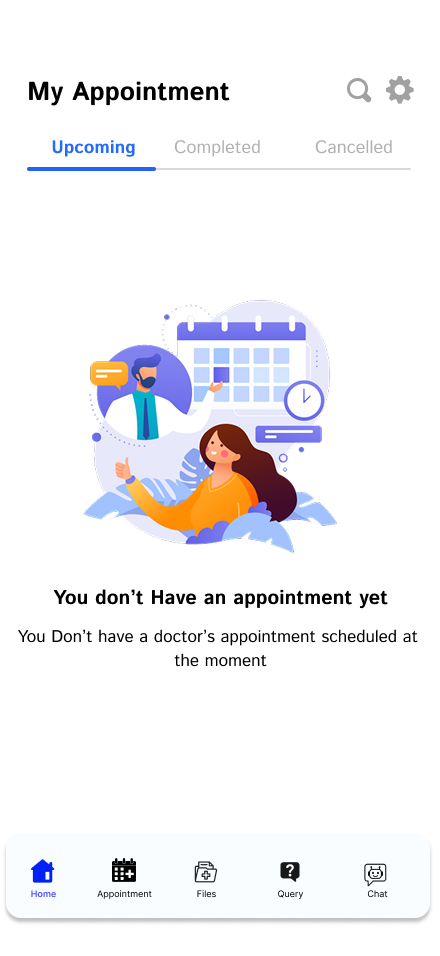 My Appointment
Upcoming Completed Cancelled
You don’t Have an appointment yet
You Don’t have a doctor’s appointment scheduled at
the moment
Home Appointment Files Query Chat